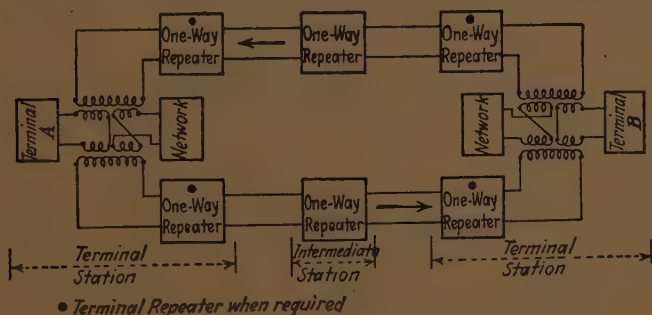 One-Way
Repeater
One-Way
Repeater
One-Way
Repeater
Terminal
A
Network
Network
Terminal
B
One-Way
Repeater
One-Way
Repeater
One-Way
Repeater
Terminal
Station
Intermediate
Station
Terminal
Station
• Terminal Repeater when required